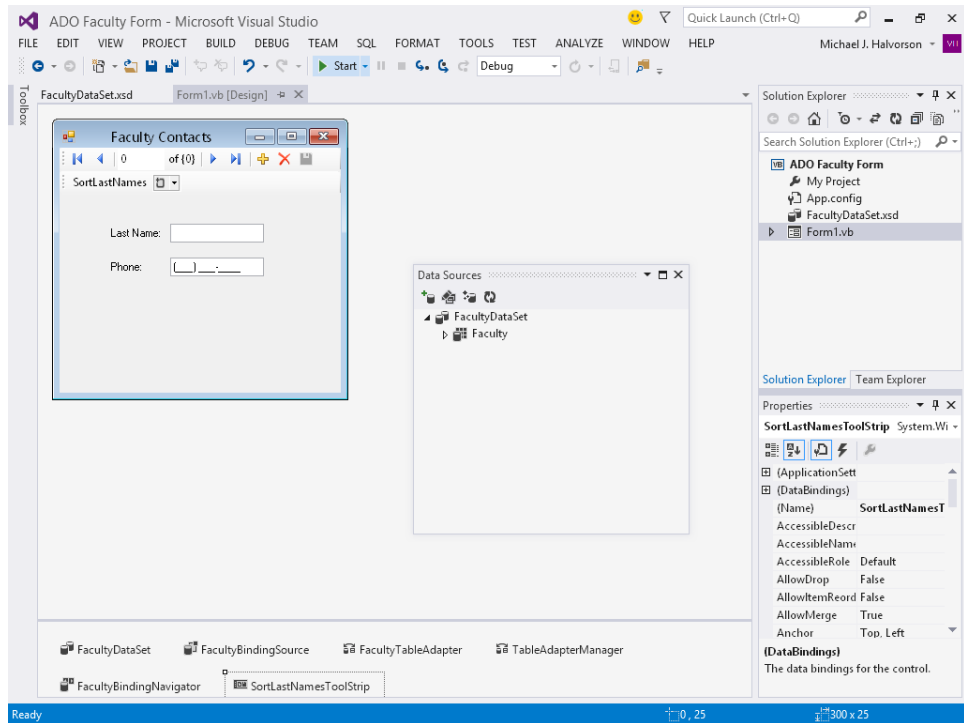 ADO Faculty Form - Microsoft Visual Studio
Quick Launch (Ctrl+Q)
FILE EDIT VIEW PROJECT BUILD DEBUG TEAM SQL FORMAT TOOLS TEST ANALYZE WINDOW HELP
Michael J. Halvorson
VH
Start
Debug
Toolbox
FacultyDataSet.xsd
Form1.vb [Design]
Faculty Contacts
0 of {0}
SortLastNames
Last Name:
Phone:
(___) ___-____
Data Sources
FacultyDataSet
Faculty
Solution Explorer
Search Solution Explorer (Ctrl+;)
ADO Faculty Form
My Project
App.config
FacultyDataSet.xsd
Form1.vb
Solution Explorer Team Explorer
Properties
SortLastNamesToolStrip System.Wi
(ApplicationSett
(DataBindings)
(Name) SortLastNamesT
AccessibleDescr
AccessibleName
AccessibleRole Default
AllowDrop False
AllowItemReord False
AllowMerge True
Anchor Top, Left
(DataBindings)
The data bindings for the control.
FacultyDataSet FacultyBindingSource FacultyTableAdapter TableAdapterManager
FacultyBindingNavigator SortLastNamesToolStrip
Ready
0, 25
300 x 25